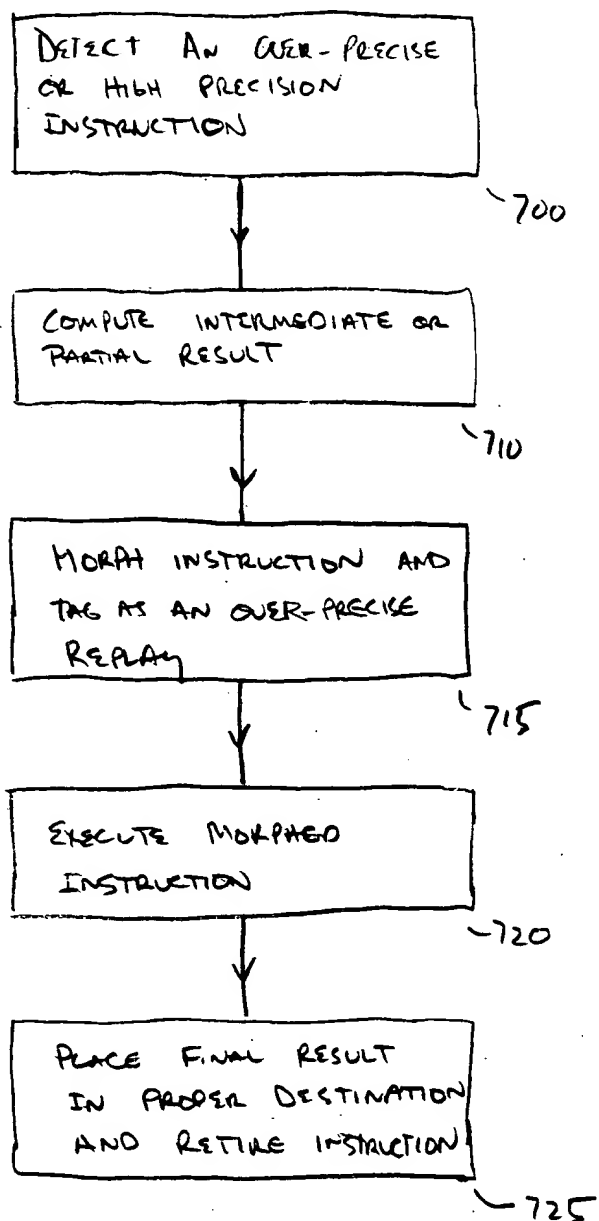 DETECT AN OVER-PRECISE
OR HIGH PRECISION
INSTRUCTION
700
COMPUTE INTERMEDIATE OR
PARTIAL RESULT
710
MORPH INSTRUCTION AND
TAG AS AN OVER-PRECISE
REPLAY
715
EXECUTE MORPHED
INSTRUCTION
720
PLACE FINAL RESULT
IN PROPER DESTINATION
AND RETIRE INSTRUCTION
725